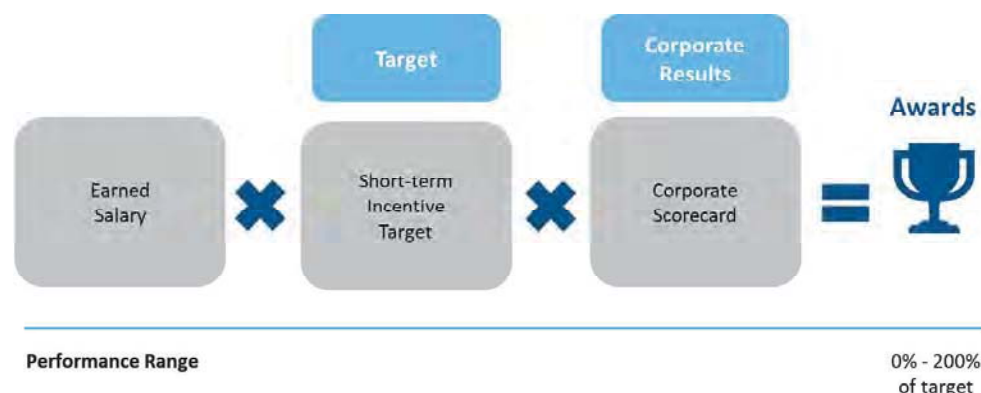 Target
Corporate
Results
Awards
Earned
Salary
Short-term
Incentive
Target
Corporate
Scorecard
Performance Range
0% - 200%
of target